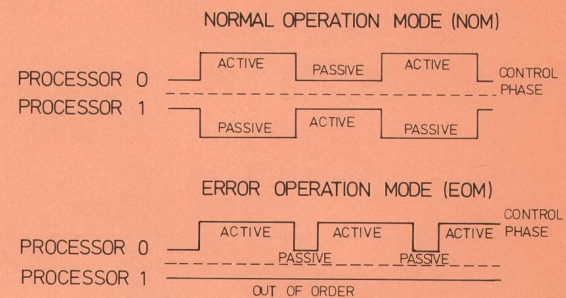 NORMAL OPERATION MODE (NOM)
ACTIVE PASSIVE ACTIVE
PROCESSOR 0
CONTROL
PHASE
PROCESSOR 1
PASSIVE ACTIVE PASSIVE
ERROR OPERATION MODE (EOM)
CONTROL
PHASE
ACTIVE ACTIVE ACTIVE
PROCESSOR 0
PASSIVE PASSIVE
PROCESSOR 1
OUT OF ORDER